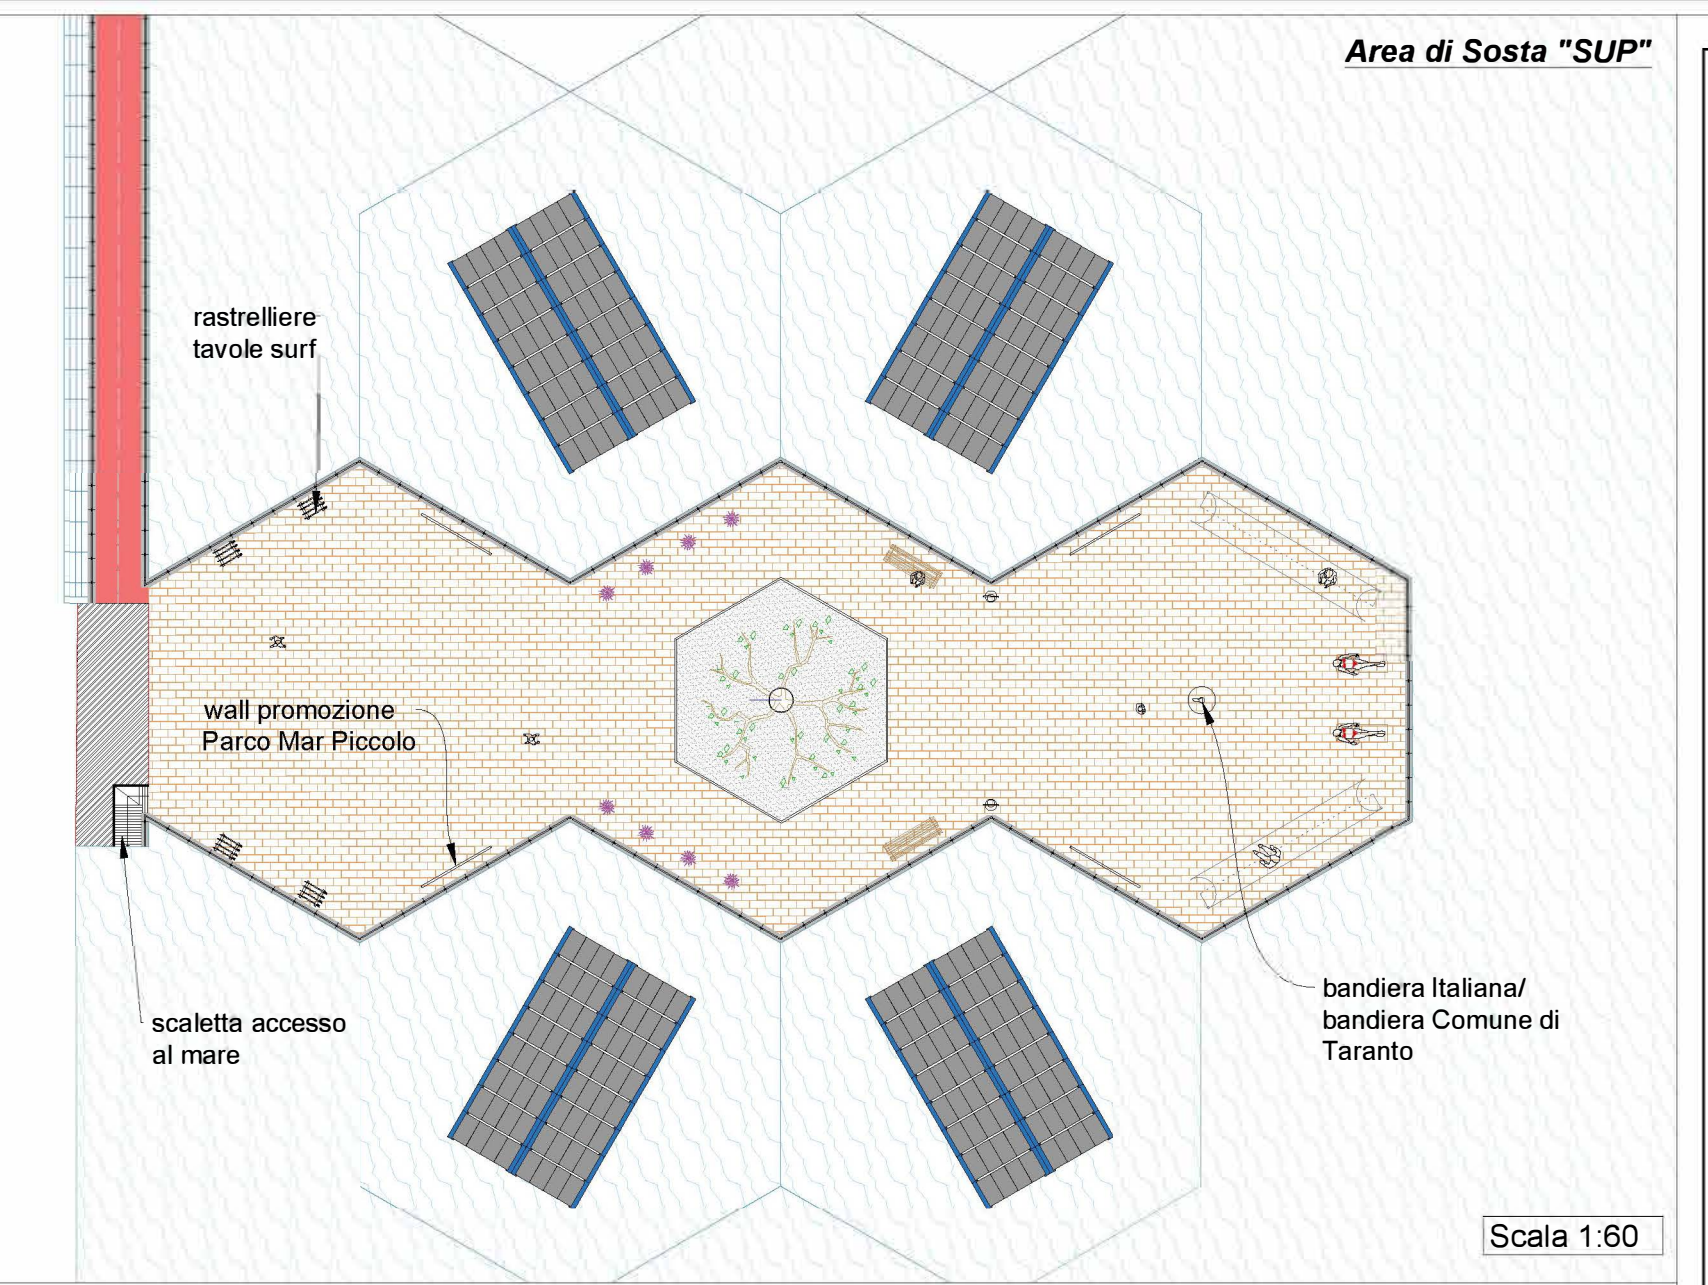 Area di Sosta "SUP"
rastrelliere
tavole surf
wall promozione
Parco Mar Piccolo
scaletta accesso
al mare
bandiera Italiana/
bandiera Comune di
Taranto
Scala 1:60